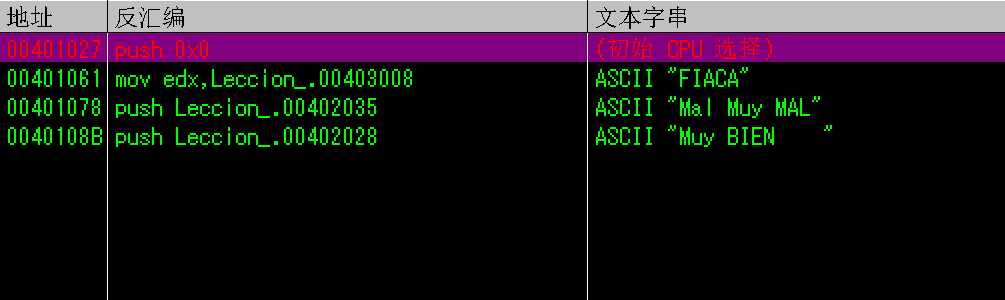 地址 反汇编 文本字串
00401027 push 0x0 (初始 CPU 选择)
00401061 mov edx,Leccion_.00403008 ASCII "FIACA"
00401078 push Leccion_.00402035 ASCII "Mal Muy MAL"
0040108B push Leccion_.00402028 ASCII "Muy BIEN    "